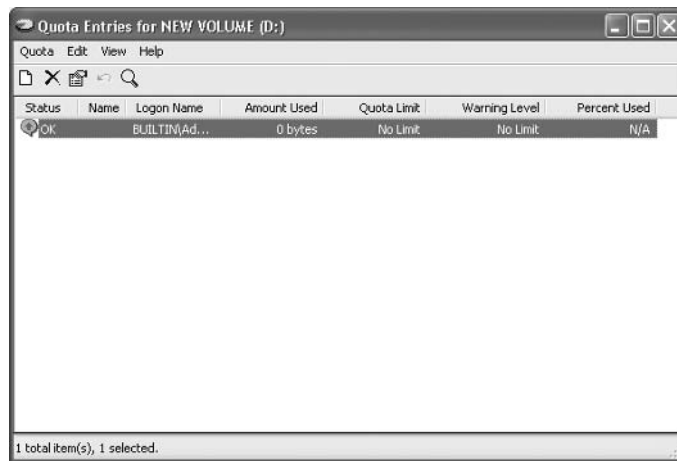 Quota Entries for NEW VOLUME (D:)
Quota Edit View Help
Status Name Logon Name Amount Used Quota Limit Warning Level Percent Used
OK BUILTIN\Ad... 0 bytes No Limit No Limit N/A
1 total item(s), 1 selected.